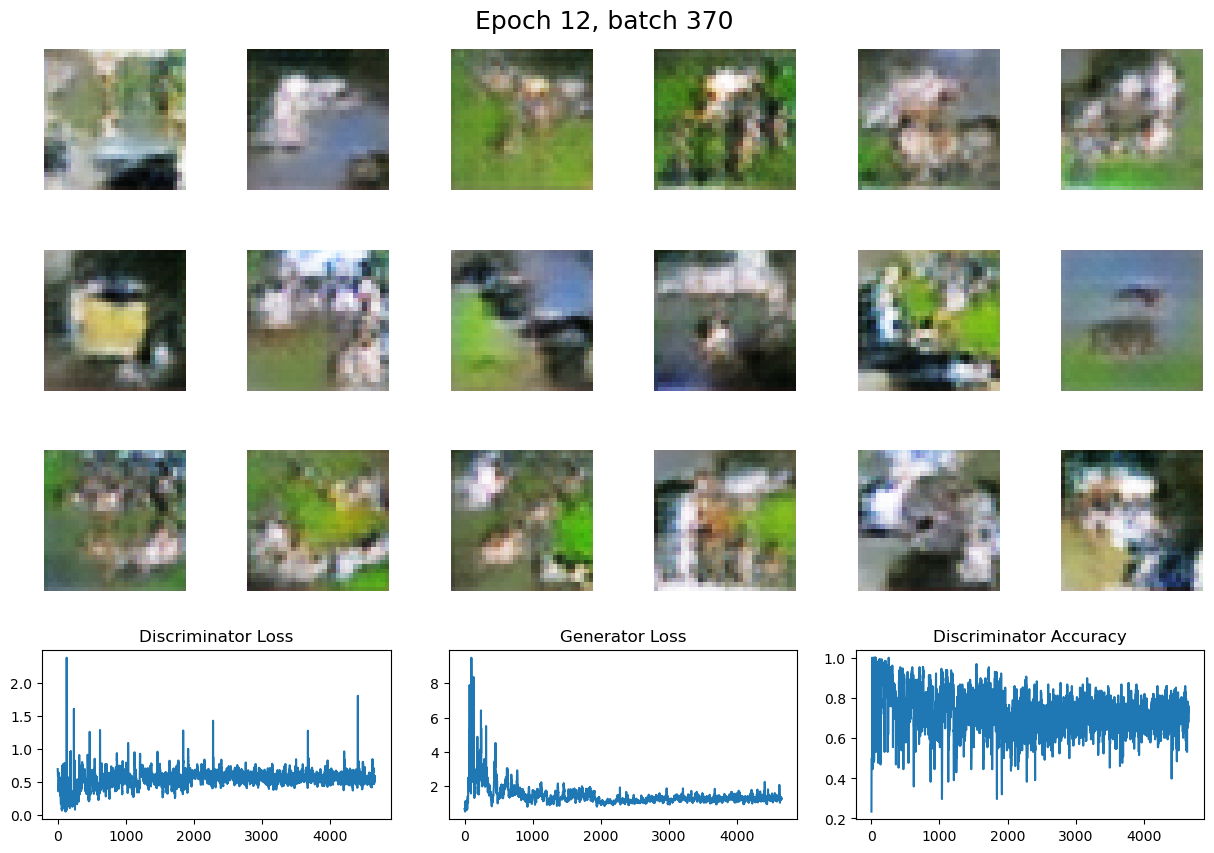 Epoch 12, batch 370
Discriminator Loss
Generator Loss
Discriminator Accuracy
2.0
1.5
1.0
0.5
0.0
0 1000 2000 3000 4000
8
6
4
2
0 1000 2000 3000 4000
1.0
0.8
0.6
0.4
0.2
0 1000 2000 3000 4000